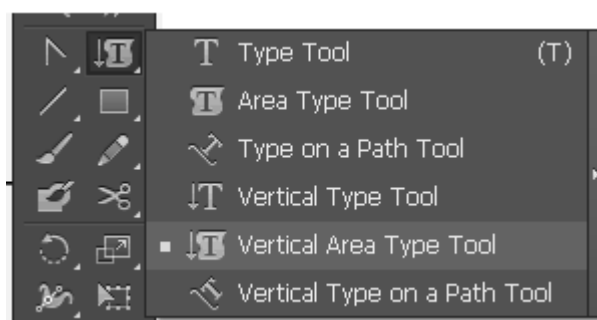 Type Tool (T)
Area Type Tool
Type on a Path Tool
Vertical Type Tool
Vertical Area Type Tool
Vertical Type on a Path Tool